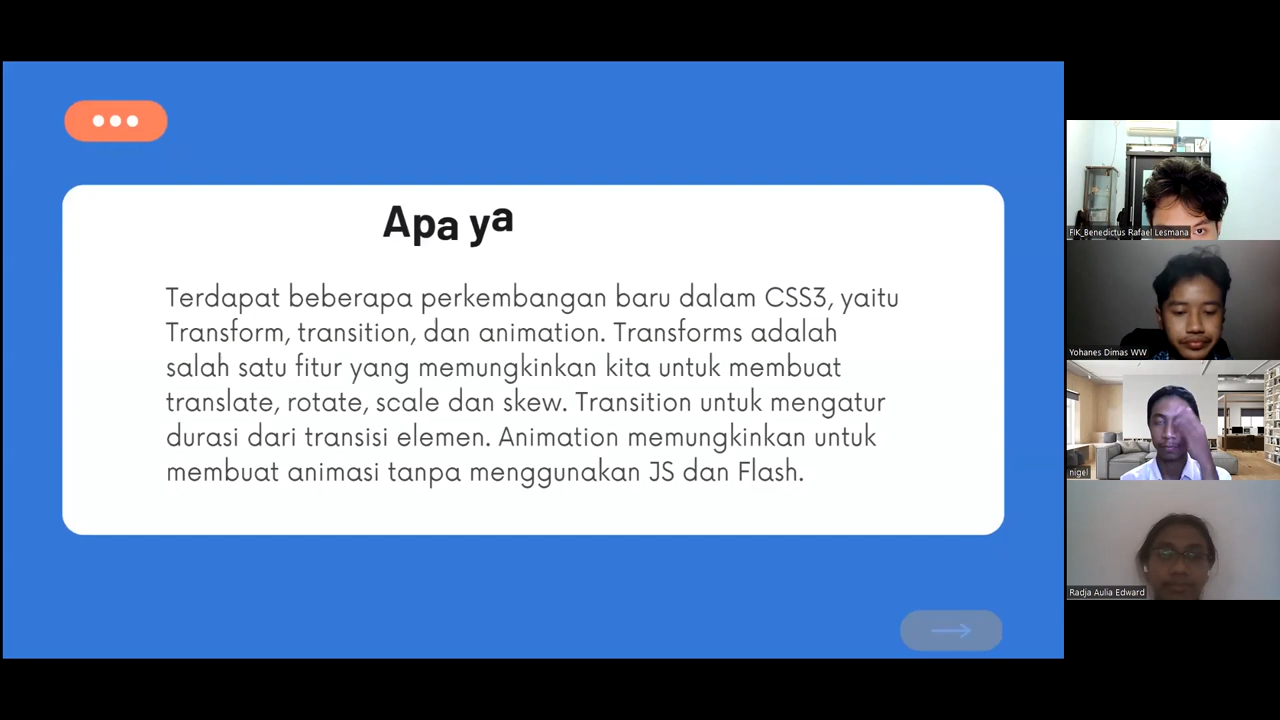 Apa ya
Terdapat beberapa perkembangan baru dalam CSS3, yaitu
Transform, transition, dan animation. Transforms adalah
salah satu fitur yang memungkinkan kita untuk membuat
translate, rotate, scale dan skew. Transition untuk mengatur
durasi dari transisi elemen. Animation memungkinkan untuk
membuat animasi tanpa menggunakan JS dan Flash.
FIK_Benedictus Rafael Lesmana
Yohanes Dimas WW
nigel
Radja Aulia Edward